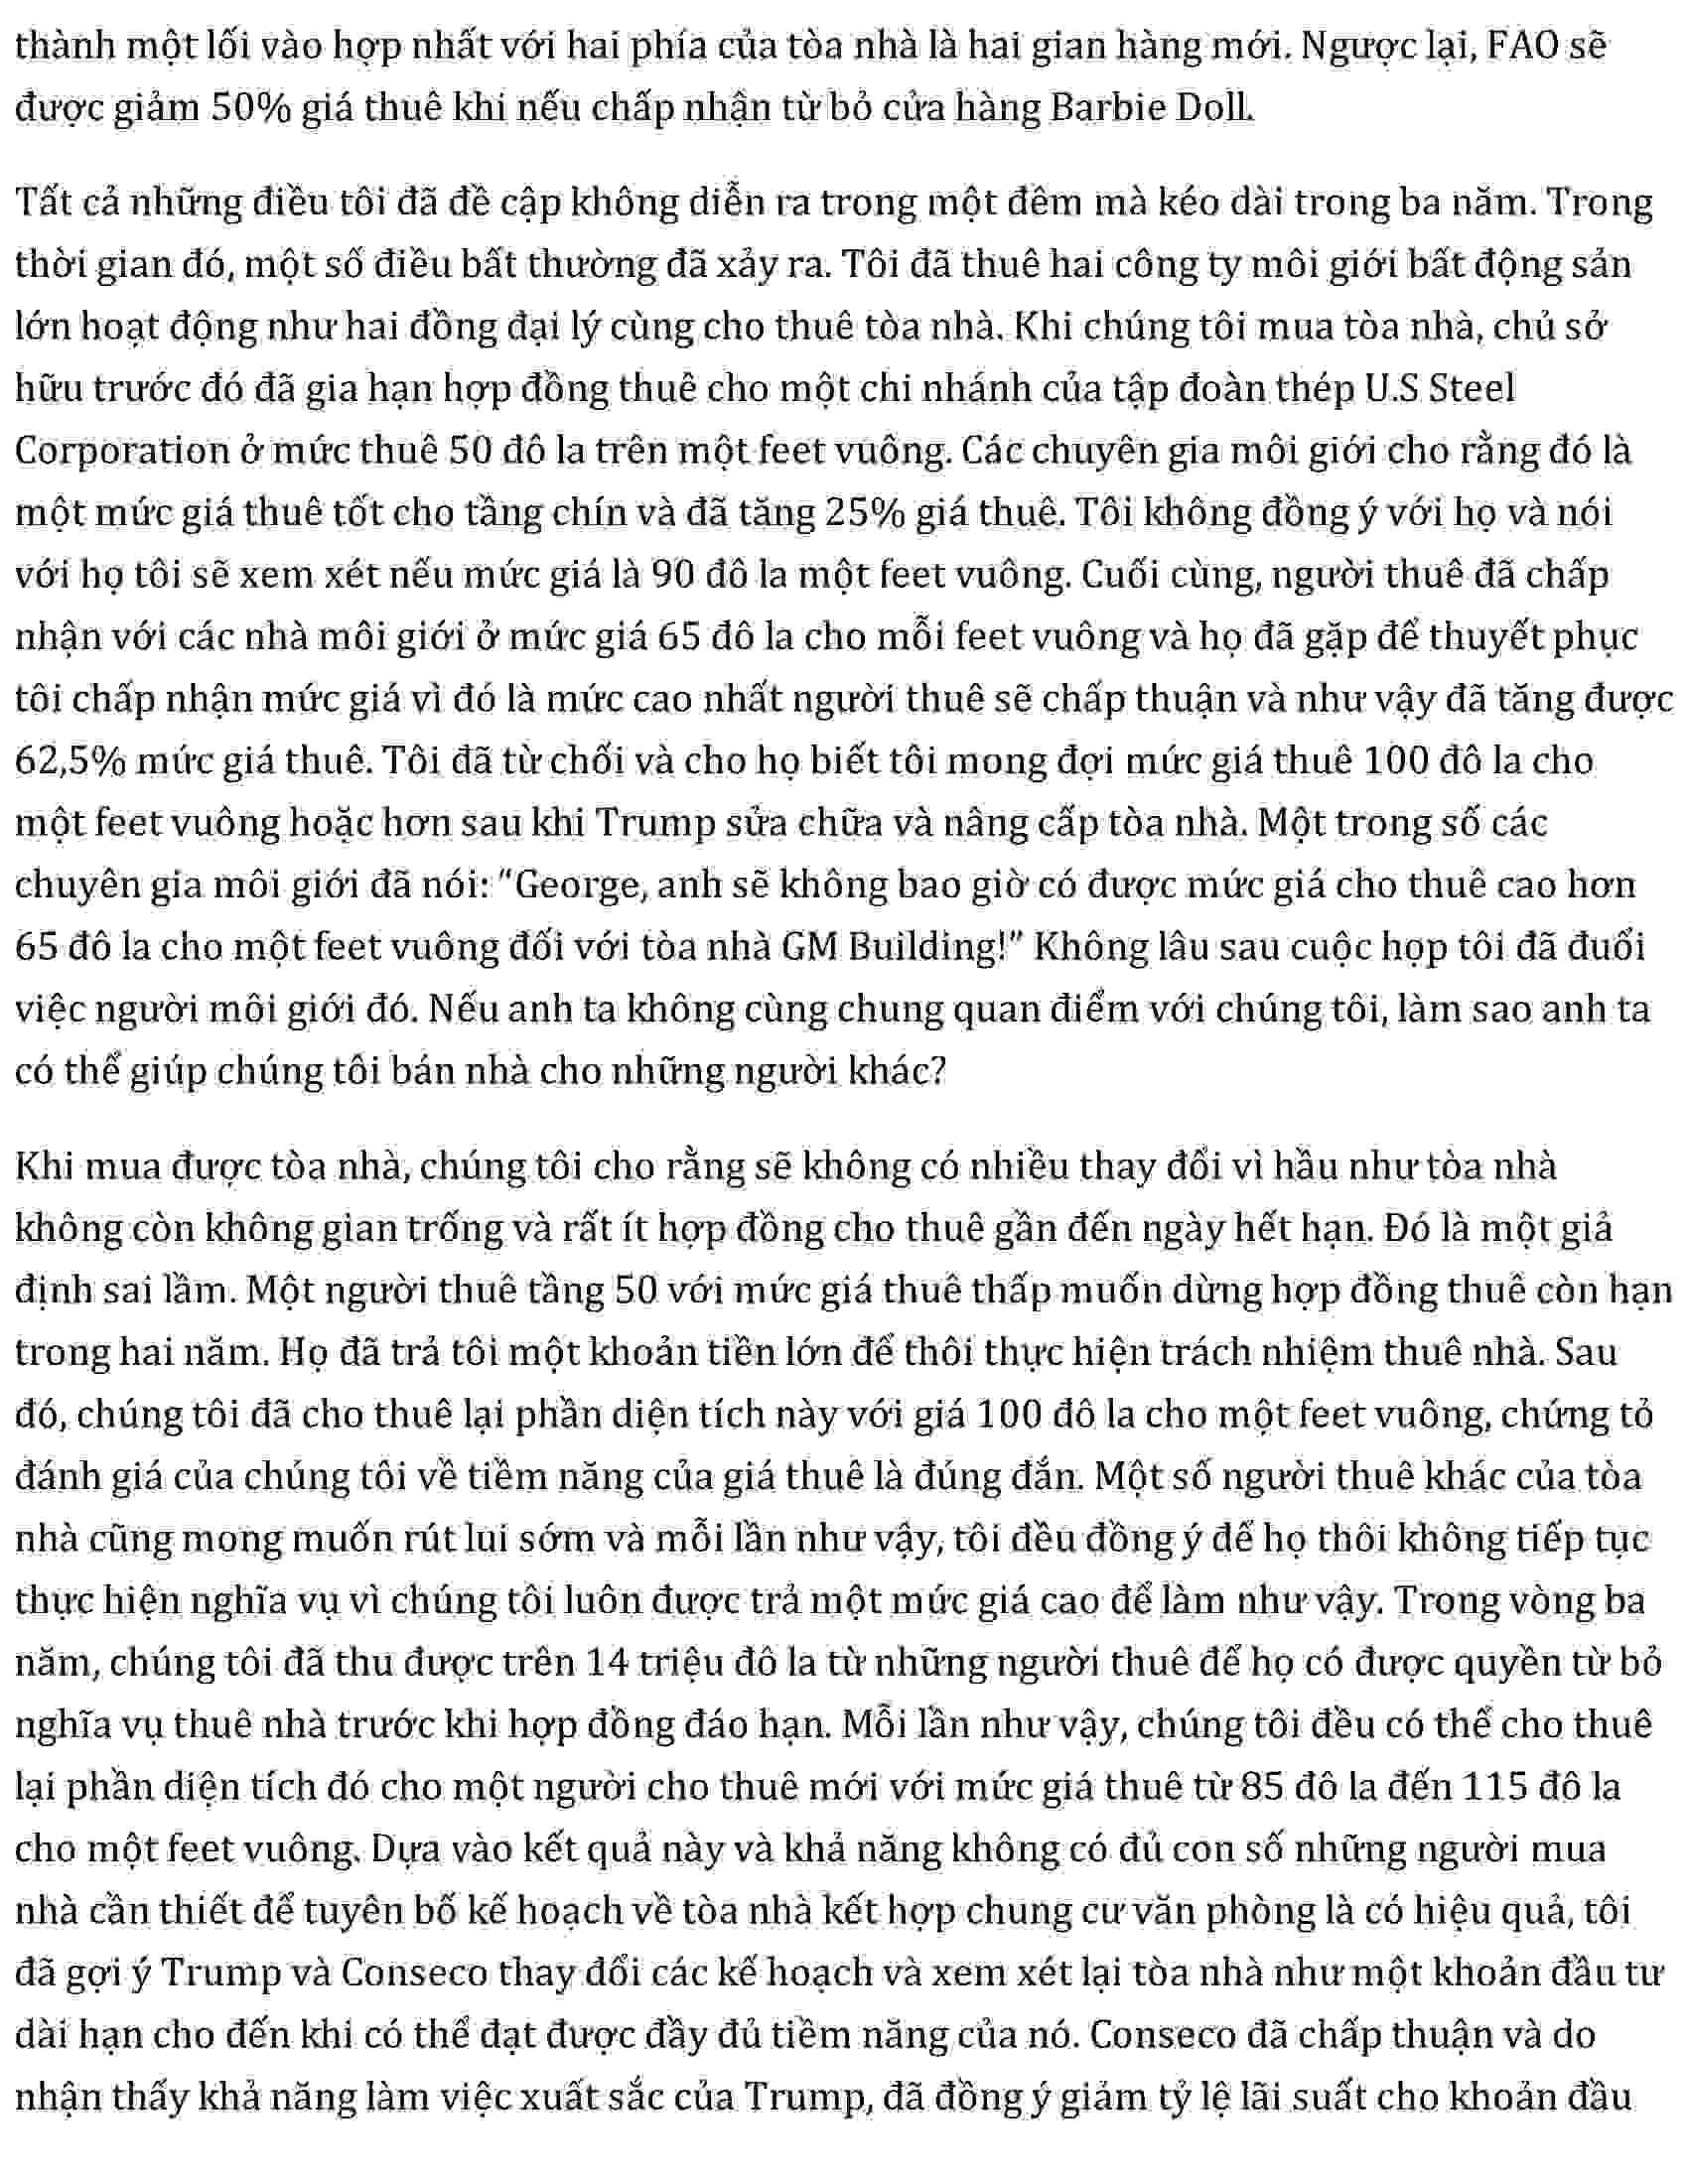 thành một lối vào hợp nhất với hai phía của tòa nhà là hai gian hàng mới. Ngược lại, FAO sẽ
được giảm 50% giá thuê khi nếu chấp nhận từ bỏ cửa hàng Barbie Doll.
Tất cả những điều tôi đã đề cập không diễn ra trong một đêm mà kéo dài trong ba năm. Trong
thời gian đó, một số điều bất thường đã xảy ra. Tôi đã thuê hai công ty môi giới bất động sản
lớn hoạt động như hai đồng đại lý cùng cho thuê tòa nhà. Khi chúng tôi mua tòa nhà, chủ sở
hữu trước đó đã gia hạn hợp đồng thuê cho một chi nhánh của tập đoàn thép U.S Steel
Corporation ở mức thuê 50 đô la trên một feet vuông. Các chuyên gia môi giới cho rằng đó là
một mức giá thuê tốt cho tầng chín và đã tăng 25% giá thuê. Tôi không đồng ý với họ và nói
với họ tôi sẽ xem xét nếu mức giá là 90 đô la một feet vuông. Cuối cùng, người thuê đã chấp
nhận với các nhà môi giới ở mức giá 65 đô la cho mỗi feet vuông và họ đã gặp để thuyết phục
tôi chấp nhận mức giá vì đó là mức cao nhất người thuê sẽ chấp thuận và như vậy đã tăng được
62,5% mức giá thuê. Tôi đã từ chối và cho họ biết tôi mong đợi mức giá thuê 100 đô la cho
một feet vuông hoặc hơn sau khi Trump sửa chữa và nâng cấp tòa nhà. Một trong số các
chuyên gia môi giới đã nói: “George, anh sẽ không bao giờ có được mức giá cho thuê cao hơn
65 đô la cho một feet vuông đối với tòa nhà GM Building!” Không lâu sau cuộc họp tôi đã đuổi
việc người môi giới đó. Nếu anh ta không cùng chung quan điểm với chúng tôi, làm sao anh ta
có thể giúp chúng tôi bán nhà cho những người khác?
Khi mua được tòa nhà, chúng tôi cho rằng sẽ không có nhiều thay đổi vì hầu như tòa nhà
không còn không gian trống và rất ít hợp đồng cho thuê gần đến ngày hết hạn. Đó là một giả
định sai lầm. Một người thuê tầng 50 với mức giá thuê thấp muốn dừng hợp đồng thuê còn hạn
trong hai năm. Họ đã trả tôi một khoản tiền lớn để thôi thực hiện trách nhiệm thuê nhà. Sau
đó, chúng tôi đã cho thuê lại phần diện tích này với giá 100 đô la cho một feet vuông, chứng tỏ
đánh giá của chúng tôi về tiềm năng của giá thuê là đúng đắn. Một số người thuê khác của tòa
nhà cũng mong muốn rút lui sớm và mỗi lần như vậy, tôi đều đồng ý để họ thôi không tiếp tục
thực hiện nghĩa vụ vì chúng tôi luôn được trả một mức giá cao để làm như vậy. Trong vòng ba
năm, chúng tôi đã thu được trên 14 triệu đô la từ những người thuê để họ có được quyền từ bỏ
nghĩa vụ thuê nhà trước khi hợp đồng đáo hạn. Mỗi lần như vậy, chúng tôi đều có thể cho thuê
lại phần diện tích đó cho một người cho thuê mới với mức giá thuê từ 85 đô la đến 115 đô la
cho một feet vuông. Dựa vào kết quả này và khả năng không có đủ con số những người mua
nhà cần thiết để tuyên bố kế hoạch về tòa nhà kết hợp chung cư văn phòng là có hiệu quả, tôi
đã gợi ý Trump và Conseco thay đổi các kế hoạch và xem xét lại tòa nhà như một khoản đầu tư
dài hạn cho đến khi có thể đạt được đầy đủ tiềm năng của nó. Conseco đã chấp thuận và do
nhận thấy khả năng làm việc xuất sắc của Trump, đã đồng ý giảm tỷ lệ lãi suất cho khoản đầu